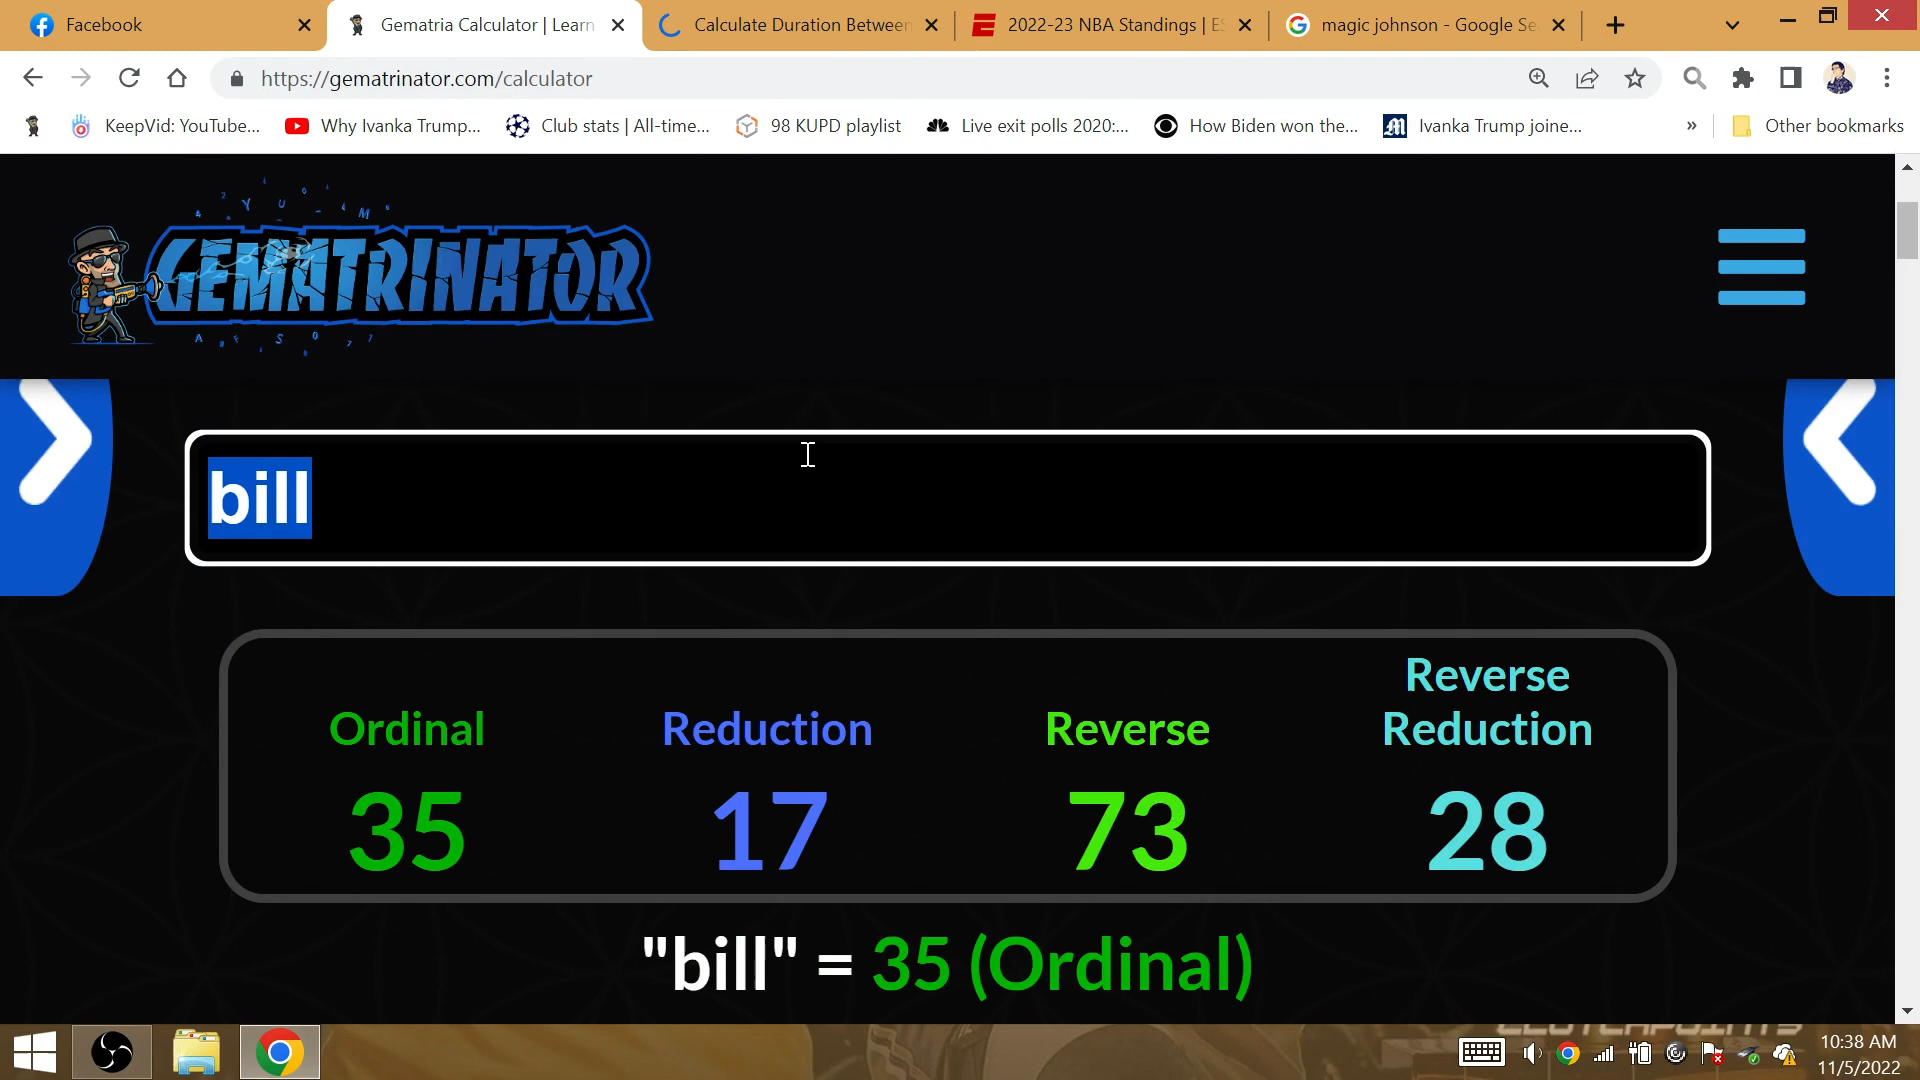 Facebook
Gematria Calculator | Learn
Calculate Duration Between
2022-23 NBA Standings | ES
magic johnson - Google Se
https://gematrinator.com/calculator
KeepVid: YouTube...
Why Ivanka Trump...
Club stats | All-time...
98 KUPD playlist
Live exit polls 2020:...
How Biden won the...
Ivanka Trump joine...
»
Other bookmarks
GEMATRINATOR
bill
Ordinal
Reduction
Reverse
Reverse
Reduction
35
17
73
28
"bill" = 35 (Ordinal)
CLUTCHPOINTS
10:38 AM
11/5/2022